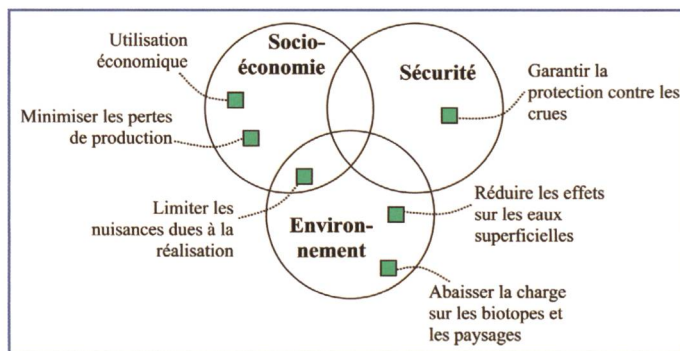 Utilisation
économique
Socio-
économie
Sécurité
Garantir la
protection contre les
crues
Minimiser les pertes
de production
Limiter les
nuisances dues à la
réalisation
Environ-
nement
Réduire les effets
sur les eaux
superficielles
Abaisser la charge
sur les biotopes et
les paysages